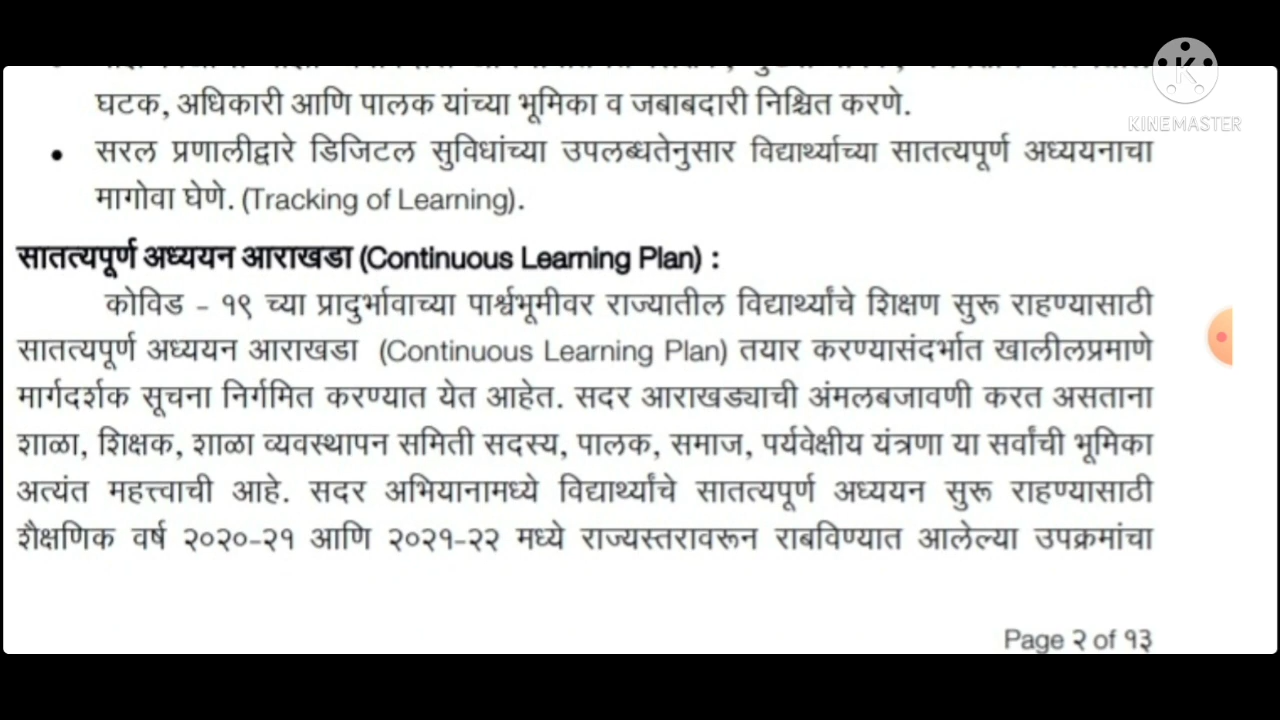 घटक, अधिकारी आणि पालक यांच्या भूमिका व जबाबदारी निश्चित करणे.
KINEMASTER
• सरल प्रणालीद्वारे डिजिटल सुविधांच्या उपलब्धतेनुसार विद्यार्थ्याच्या सातत्यपूर्ण अध्ययनाचा
मागोवा घेणे. (Tracking of Learning).
सातत्यपूर्ण अध्ययन आराखडा (Continuous Learning Plan) :
कोविड - १९ च्या प्रादुर्भावाच्या पार्श्वभूमीवर राज्यातील विद्यार्थ्यांचे शिक्षण सुरू राहण्यासाठी
सातत्यपूर्ण अध्ययन आराखडा (Continuous Learning Plan) तयार करण्यासंदर्भात खालीलप्रमाणे
मार्गदर्शक सूचना निर्गमित करण्यात येत आहेत. सदर आराखड्याची अंमलबजावणी करत असताना
शाळा, शिक्षक, शाळा व्यवस्थापन समिती सदस्य, पालक, समाज, पर्यवेक्षीय यंत्रणा या सर्वांची भूमिका
अत्यंत महत्त्वाची आहे. सदर अभियानामध्ये विद्यार्थ्यांचे सातत्यपूर्ण अध्ययन सुरू राहण्यासाठी
शैक्षणिक वर्ष २०२०-२१ आणि २०२१-२२ मध्ये राज्यस्तरावरून राबविण्यात आलेल्या उपक्रमांचा
Page २ of १३